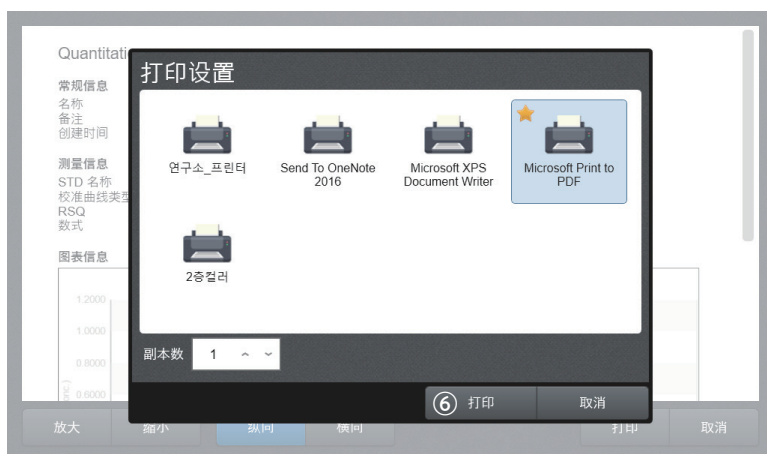 Quantitati
常规信息
名称
备注
创建时间
测量信息
STD 名称
校准曲线类型
RSQ
数式
图表信息
1.2000
1.0000
0.8000
0.6000
打印设置
연구소_프린터
Send To OneNote
2016
Microsoft XPS
Document Writer
Microsoft Print to
PDF
2층컬러
副本数 1
⑥ 打印 取消
放大 缩小 纵向 横向 打印 取消